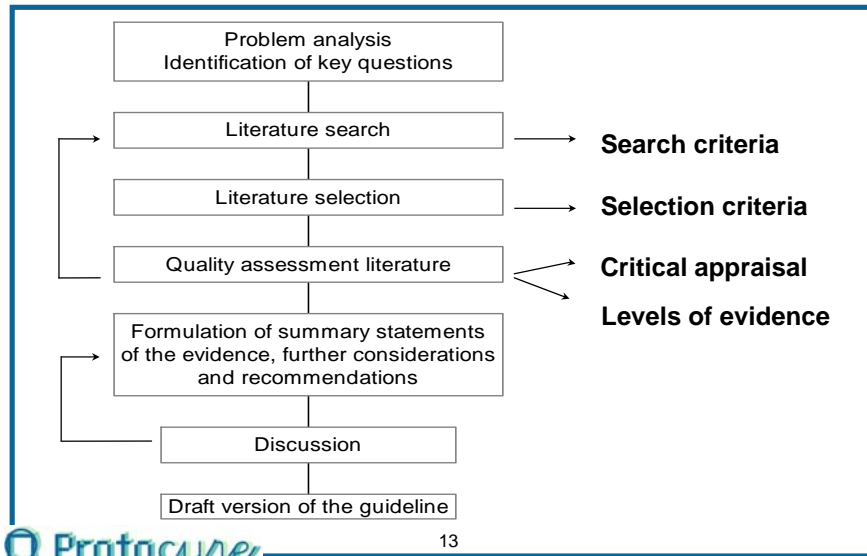 Problem analysis
Identification of key questions
Literature search
Search criteria
Literature selection
Selection criteria
Quality assessment literature
Critical appraisal
Levels of evidence
Formulation of summary statements
of the evidence, further considerations
and recommendations
Discussion
Draft version of the guideline
Protocure
13